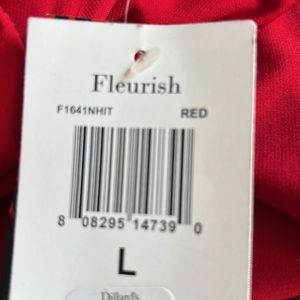 Fleurish
F1641NHIT RED
8 08295 14739 0
L
Dillard's